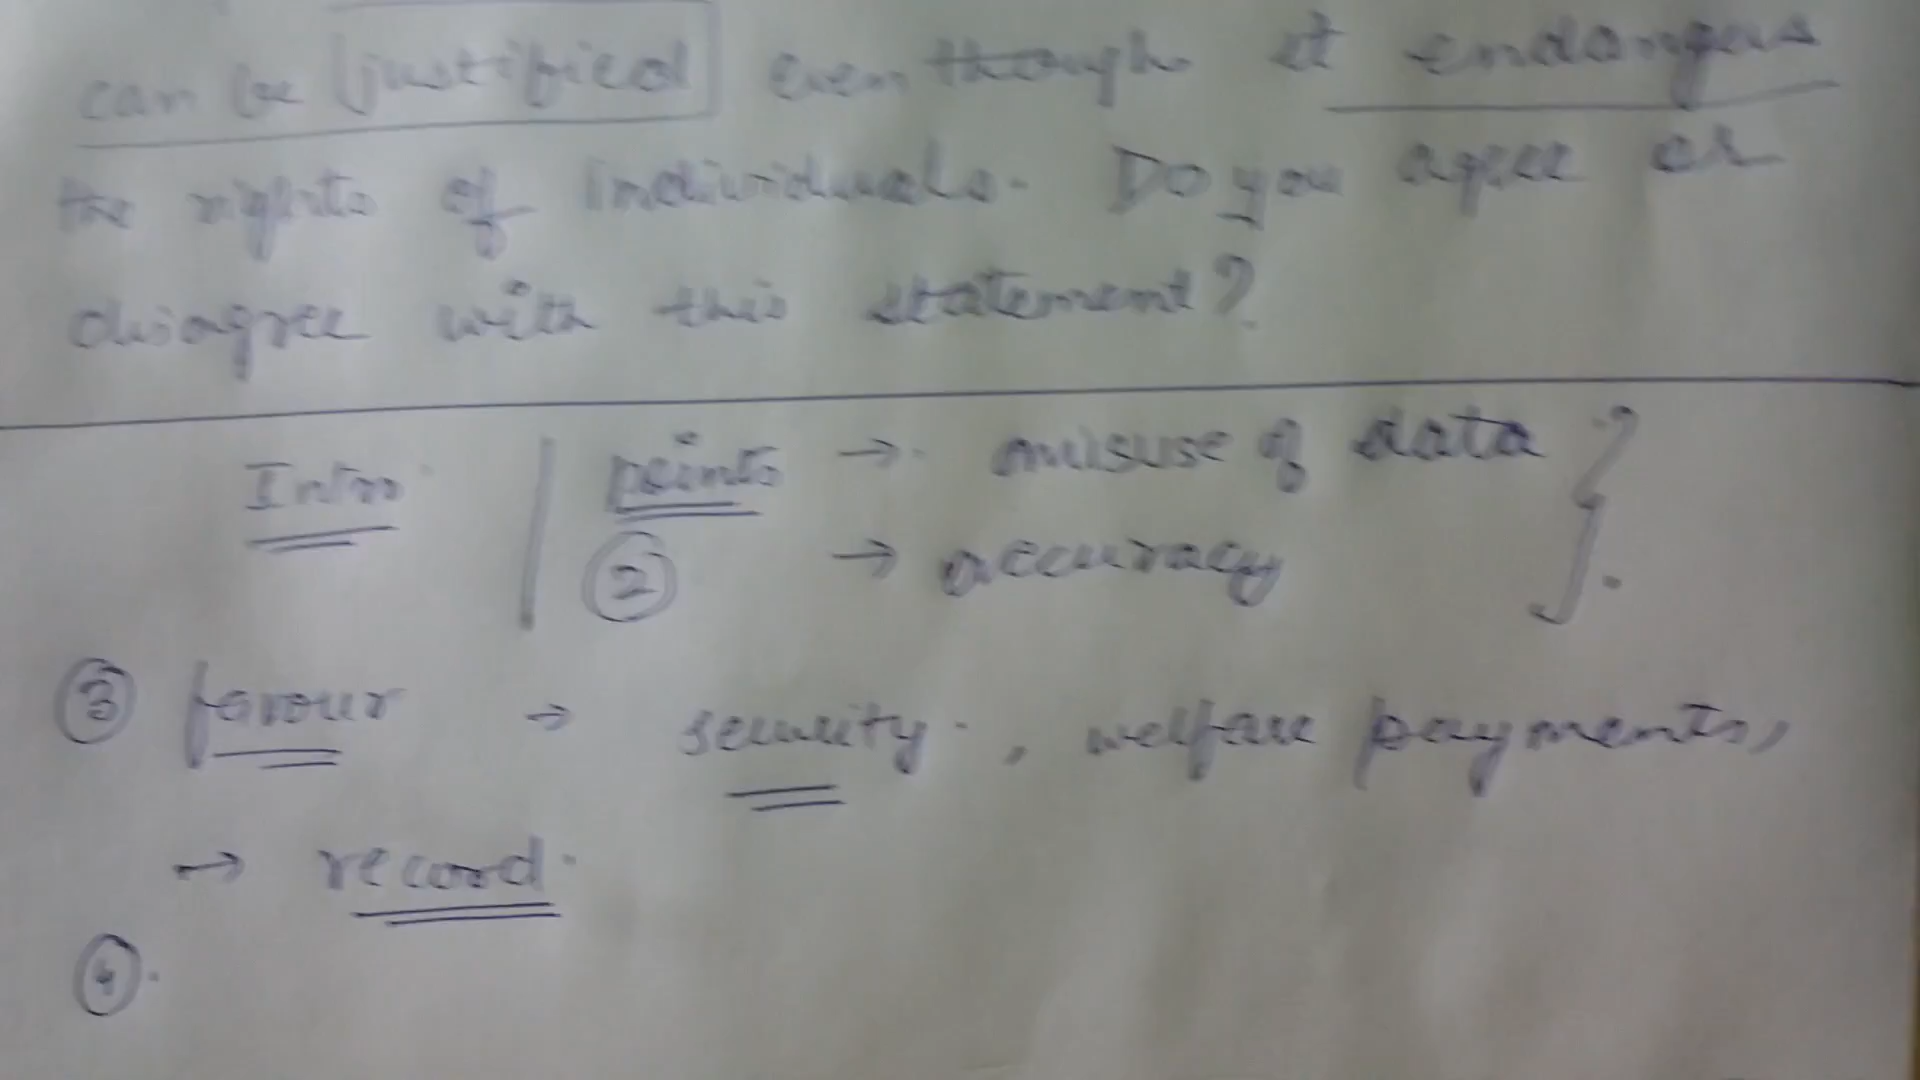 can be justified even though it endangers
the rights of individuals. Do you agree or
disagree with this statement?
Intro points → misuse of data
② → accuracy
③ favour → security, welfare payments,
→ record.
④.